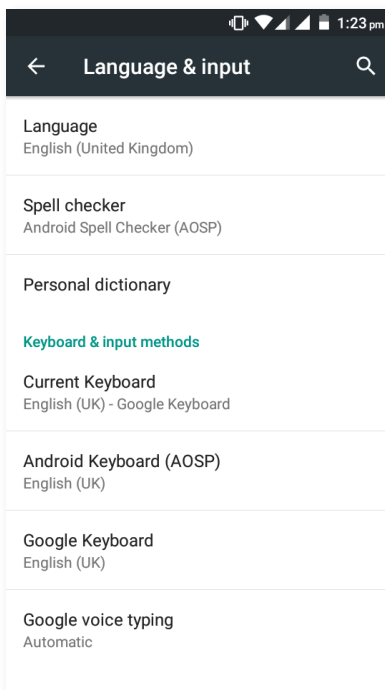 1:23 pm
Language & input
Language
English (United Kingdom)
Spell checker
Android Spell Checker (AOSP)
Personal dictionary
Keyboard & input methods
Current Keyboard
English (UK) - Google Keyboard
Android Keyboard (AOSP)
English (UK)
Google Keyboard
English (UK)
Google voice typing
Automatic